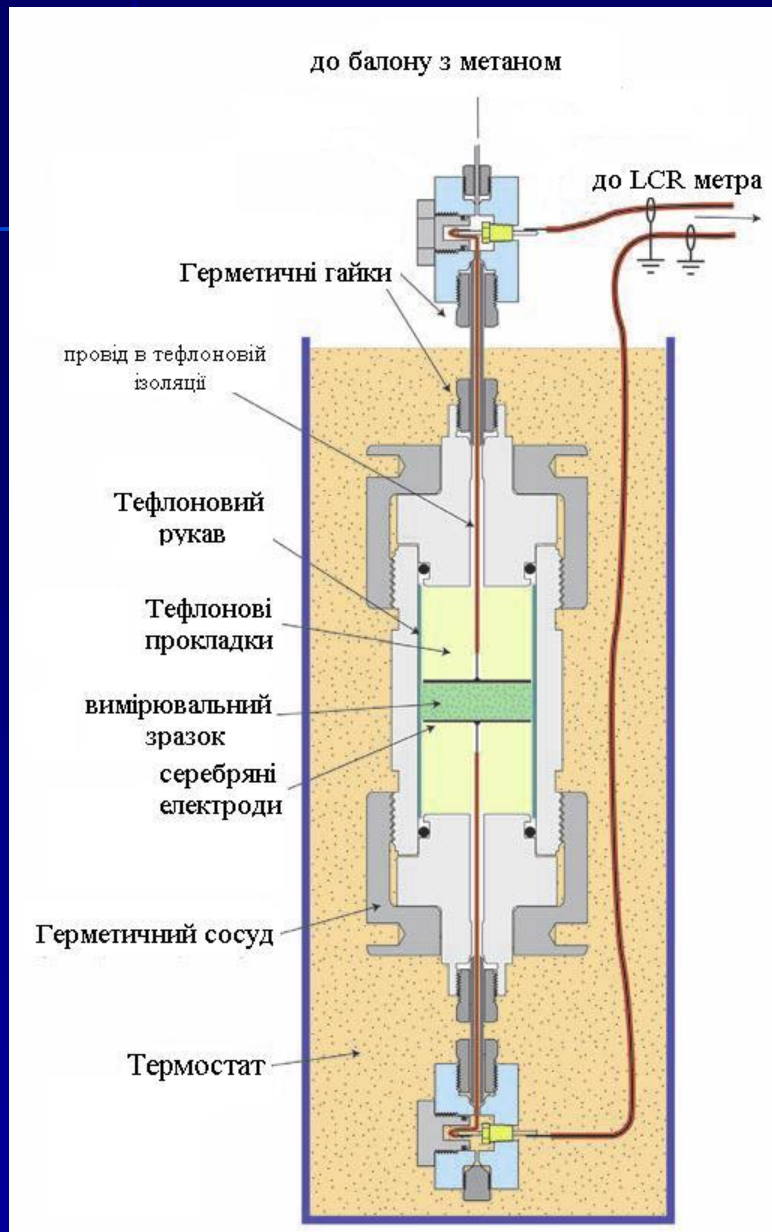 до балону з метаном
до LCR метра
Герметичні гайки
провід в тефлоновій
ізоляції
Тефлоновий
рукав
Тефлонові
прокладки
вимірювальний
зразок
серебряні
електроди
Герметичний сосуд
Термостат